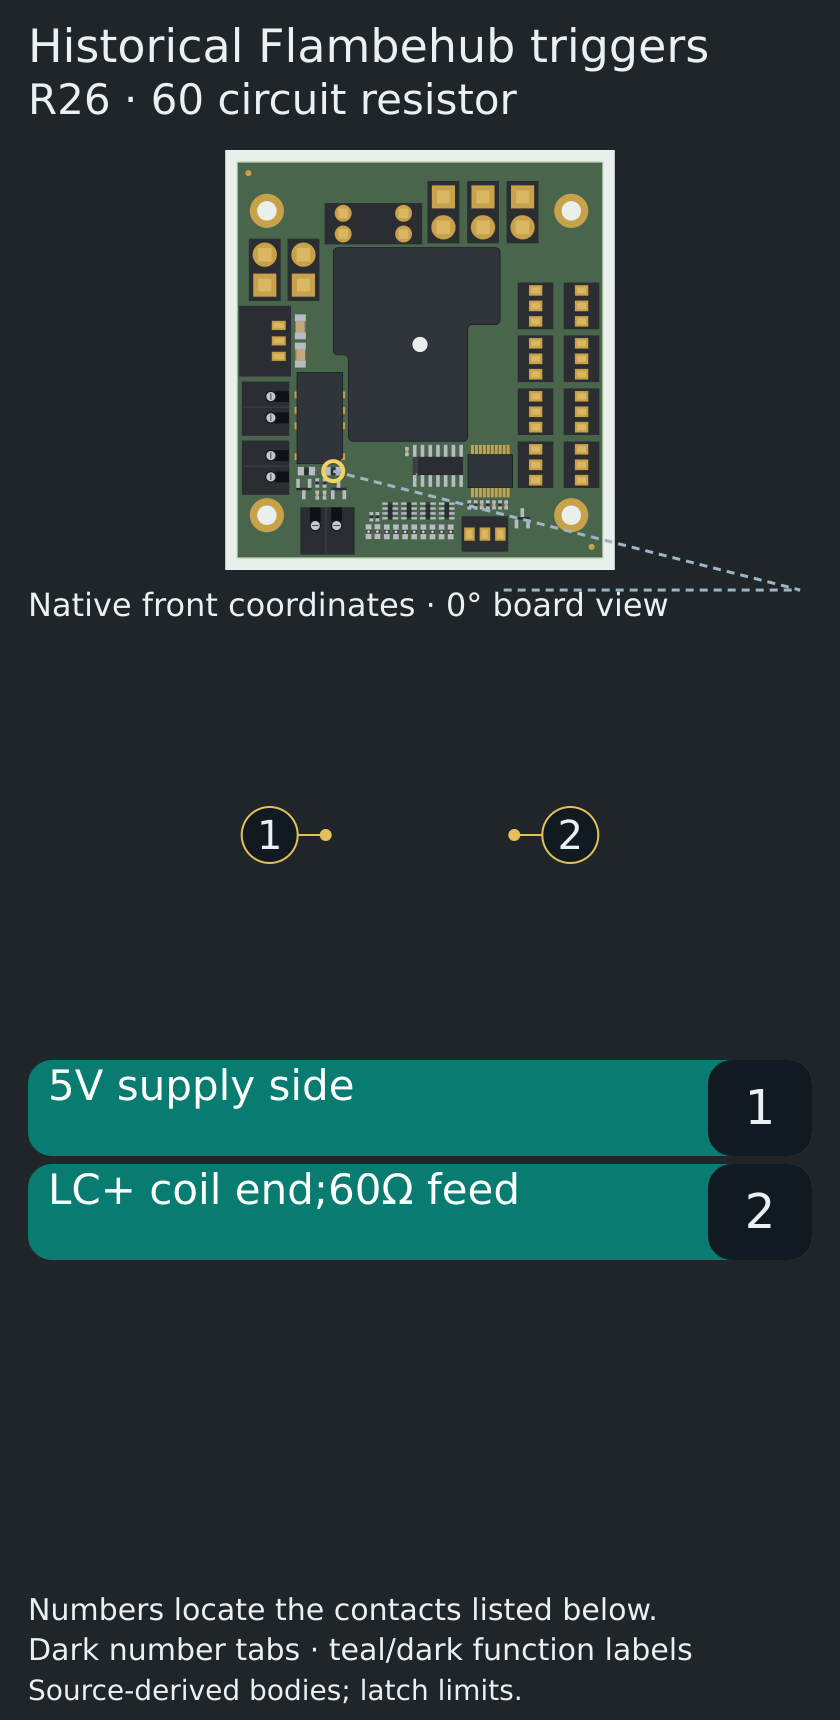 Historical Flambehub triggers
R26 · 60 circuit resistor
Native front coordinates · 0° board view
1
2
5V supply side
1
LC+ coil end;60Ω feed
2
Numbers locate the contacts listed below.
Dark number tabs · teal/dark function labels
Source-derived bodies; latch limits.